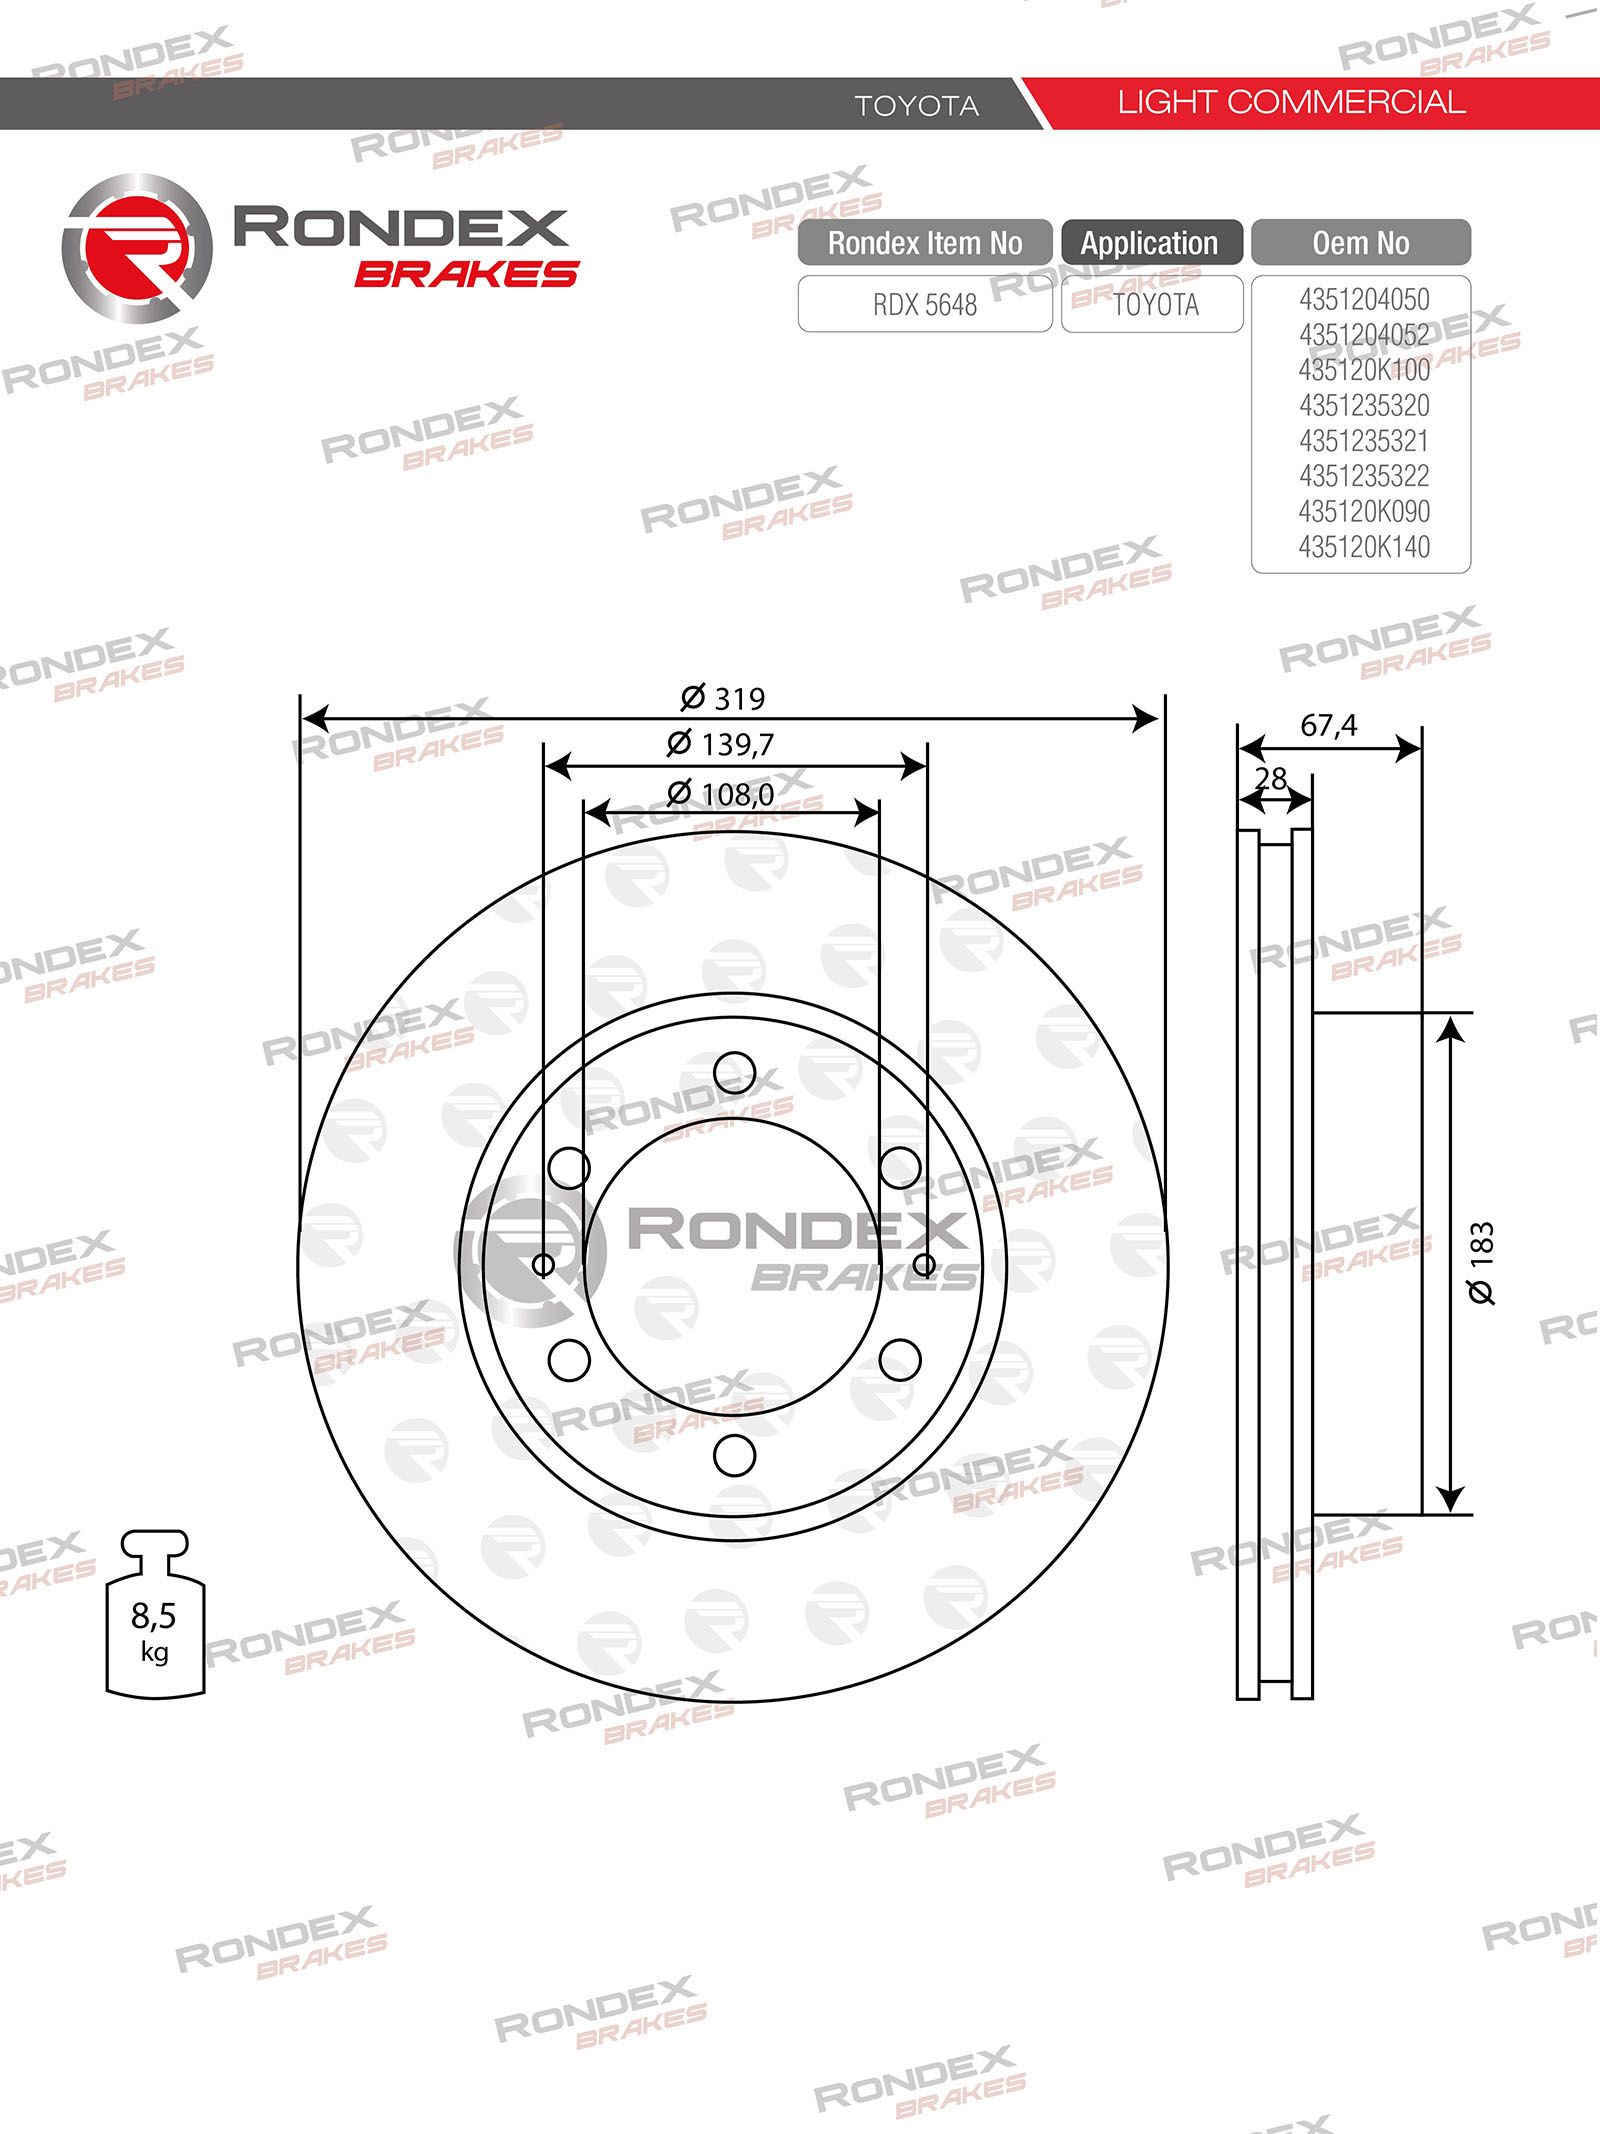 TOYOTA
LIGHT COMMERCIAL
RONDEX
BRAKES
Rondex Item No
Application
Oem No
RDX 5648
TOYOTA
4351204050
4351204052
435120K100
4351235320
4351235321
4351235322
435120K090
435120K140
Ø 319
Ø 139,7
Ø 108,0
67,4
28
Ø 183
RONDEX
BRAKES
8,5
kg